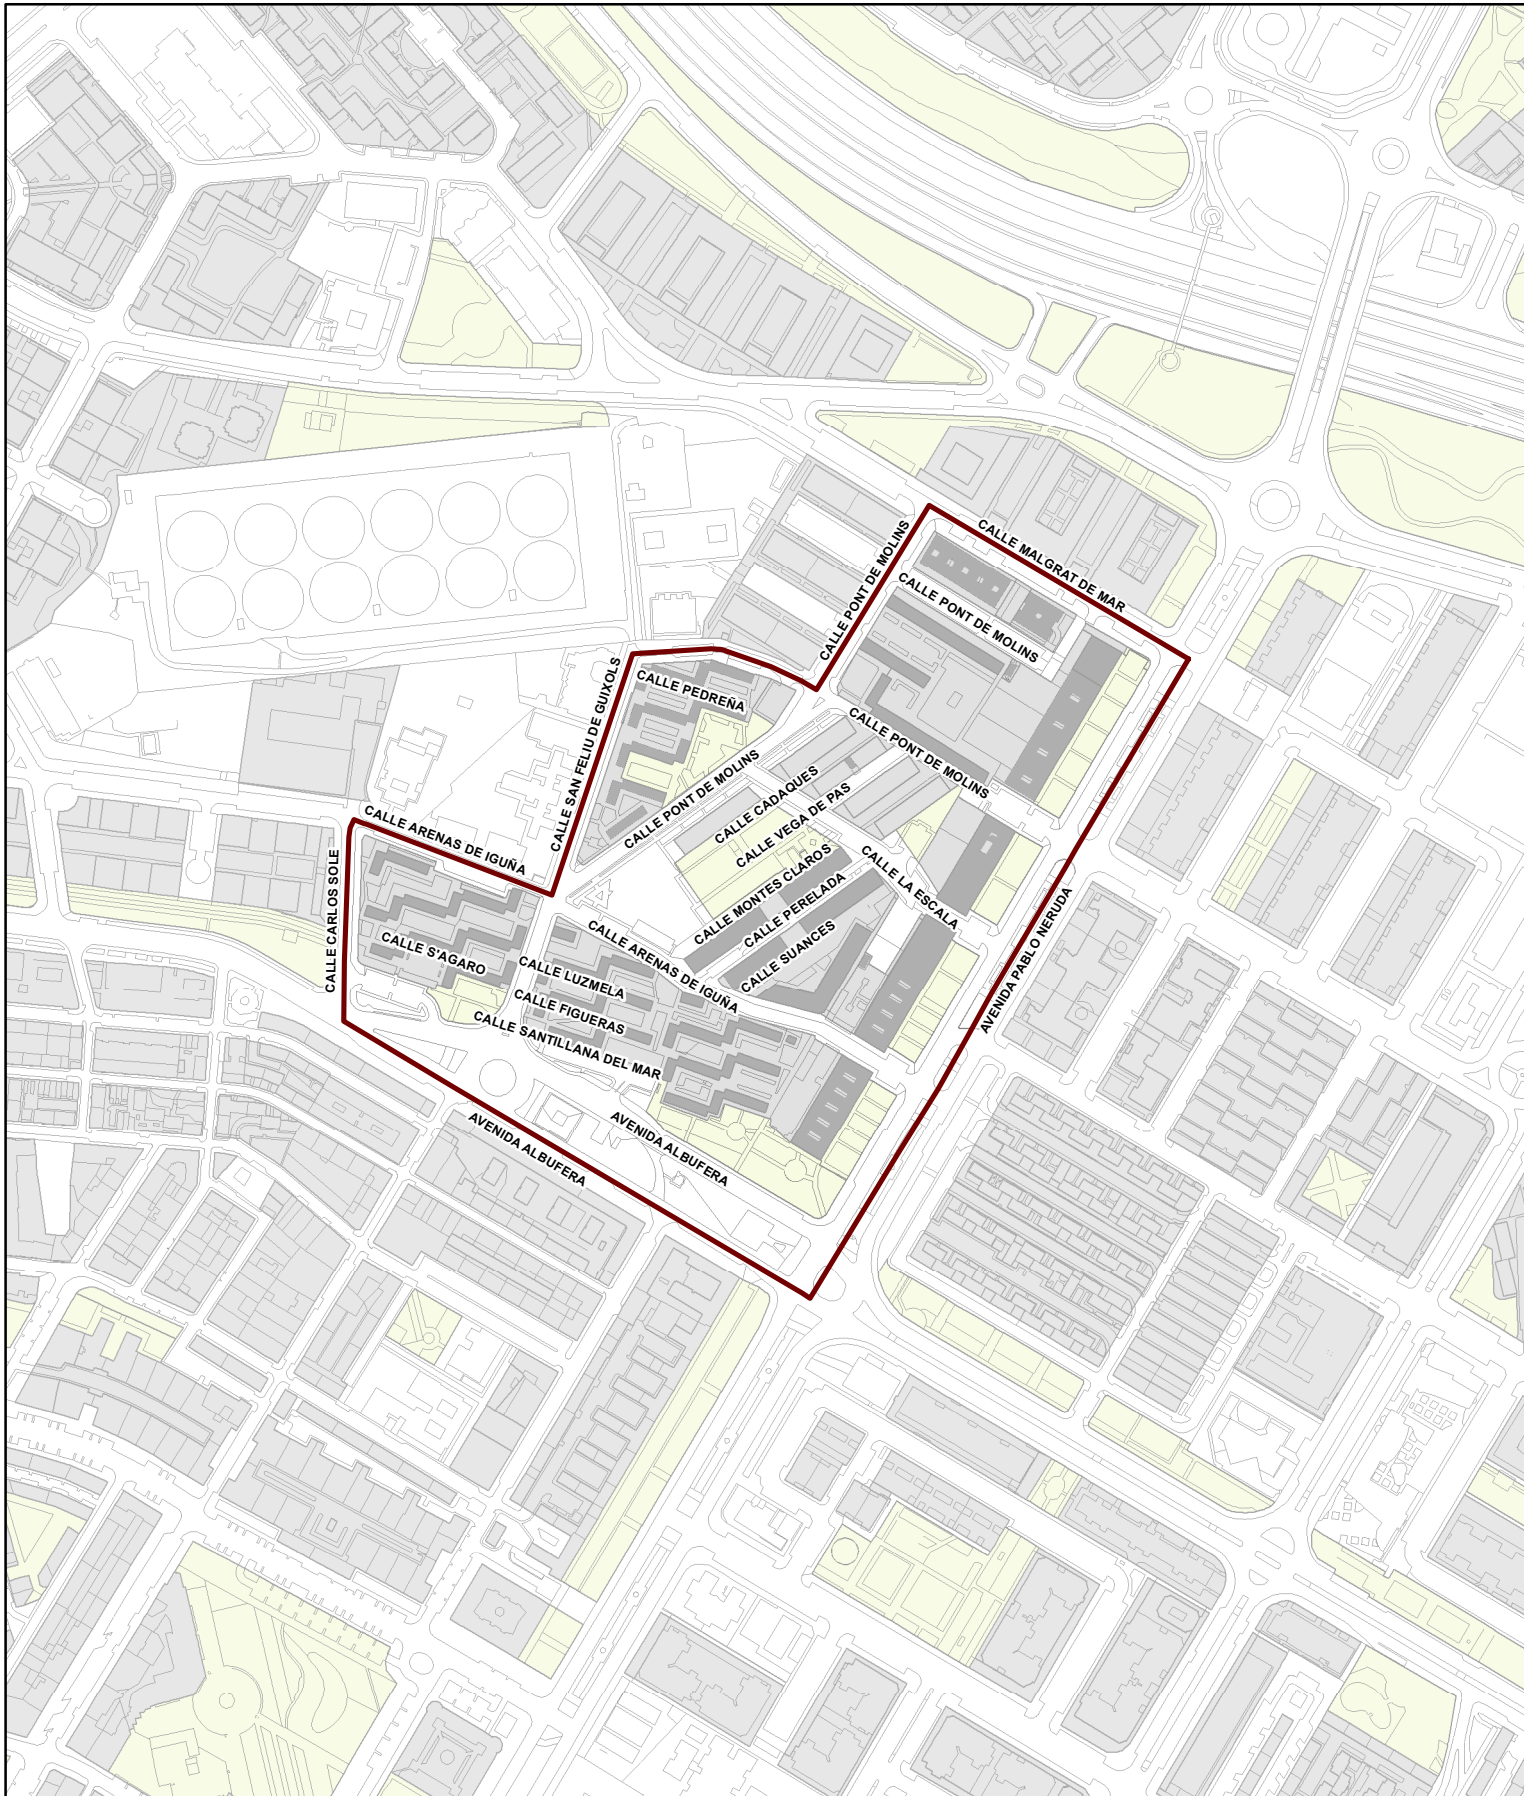 CALLE MALGRAT DE MAR
CALLE PONT DE MOLINS
CALLE PONT DE MOLINS
CALLE SAN FELIU DE GUIXOLS
CALLE PEDREÑA
CALLE PONT DE MOLINS
CALLE PONT DE MOLINS
CALLE CADAQUES
CALLE VEGA DE PAS
CALLE ARENAS DE IGUÑA
CALLE CARLOS SOLE
CALLE MONTES CLAROS
CALLE LA ESCALA
CALLE PERELADA
CALLE SUANCES
AVENIDA PABLO NERUDA
CALLE S'AGARO
CALLE ARENAS DE IGUÑA
CALLE LUZMELA
CALLE FIGUERAS
CALLE SANTILLANA DEL MAR
AVENIDA ALBUFERA
AVENIDA ALBUFERA